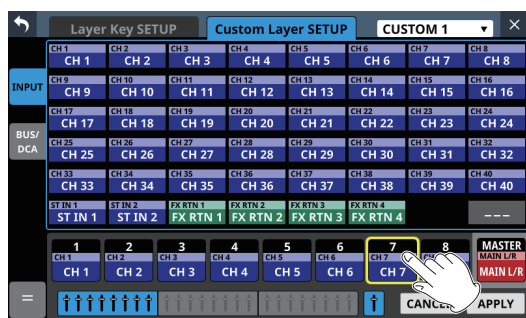 Layer Key SETUP Custom Layer SETUP CUSTOM 1
CH 1 CH 2 CH 3 CH 4 CH 5 CH 6 CH 7 CH 8
CH 1 CH 2 CH 3 CH 4 CH 5 CH 6 CH 7 CH 8
INPUT
CH 9 CH 10 CH 11 CH 12 CH 13 CH 14 CH 15 CH 16
CH 9 CH 10 CH 11 CH 12 CH 13 CH 14 CH 15 CH 16
CH 17 CH 18 CH 19 CH 20 CH 21 CH 22 CH 23 CH 24
CH 17 CH 18 CH 19 CH 20 CH 21 CH 22 CH 23 CH 24
BUS/
DCA
CH 25 CH 26 CH 27 CH 28 CH 29 CH 30 CH 31 CH 32
CH 25 CH 26 CH 27 CH 28 CH 29 CH 30 CH 31 CH 32
CH 33 CH 34 CH 35 CH 36 CH 37 CH 38 CH 39 CH 40
CH 33 CH 34 CH 35 CH 36 CH 37 CH 38 CH 39 CH 40
ST IN 1 ST IN 2 FX RTN 1 FX RTN 2 FX RTN 3 FX RTN 4
ST IN 1 ST IN 2 FX RTN 1 FX RTN 2 FX RTN 3 FX RTN 4 ---
1 2 3 4 5 6 7 8 MASTER
CH 1 CH 2 CH 3 CH 4 CH 5 CH 6 CH 7 MAIN L/R
CH 1 CH 2 CH 3 CH 4 CH 5 CH 6 CH 7 MAIN L/R
APPLY